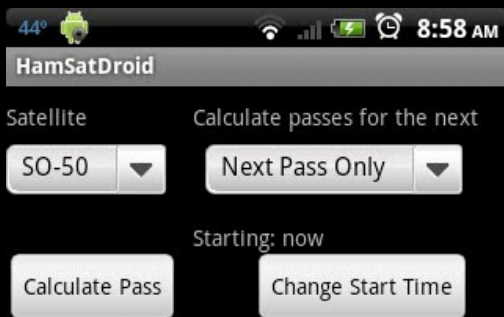 44° 8:58 AM
HamSatDroid
Satellite Calculate passes for the next
SO-50 Next Pass Only
Starting: now
Calculate Pass Change Start Time